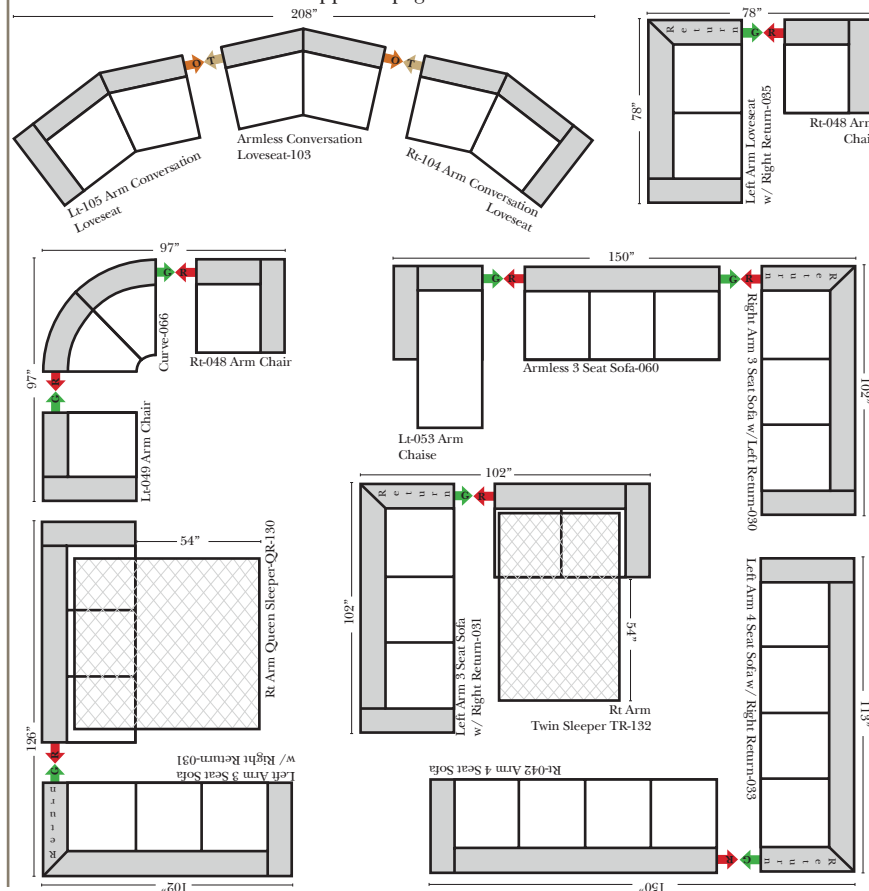 208”
O T
O T
Lt-105 Arm Conversation
Loveseat
Armless Conversation
Loveseat-103
Rt-104 Arm Conversation
Loveseat
78”
78”
Return
G R
Left Arm Loveseat
w/ Right Return-035
Rt-048 Arm
Chai
97”
97”
G R
Curve-066
Rt-048 Arm Chair
R
G
Lt-049 Arm Chair
150”
G R
G R
Return
Lt-053 Arm
Chaise
Armless 3 Seat Sofa-060
Right Arm 3 Seat Sofa w/Left Return-030
102”
126”
54”
Rt Arm Queen Sleeper-QR-130
R
G
Return
Left Arm 3 Seat Sofa
w/ Right Return-031
102”
102”
102”
Return
G R
Left Arm 3 Seat Sofa
w/ Right Return-031
54”
Rt Arm
Twin Sleeper TR-132
Left Arm 4 Seat Sofa w/ Right Return-033
113”
Rt-042 Arm 4 Seat Sofa
R G
Return
150”